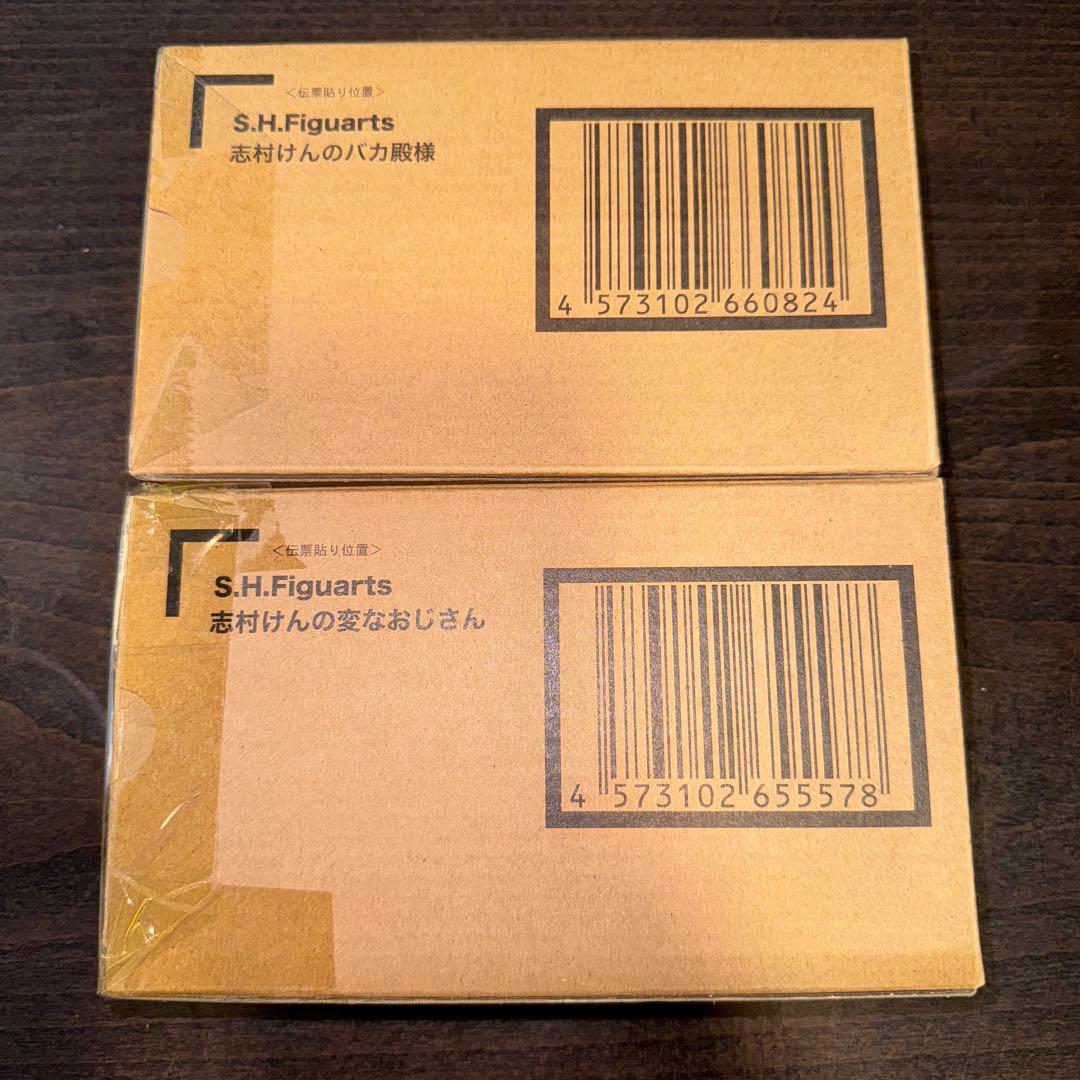 <伝票貼り位置>
S.H.Figuarts
志村けんのバカ殿様
4 573102 660824
<伝票貼り位置>
S.H.Figuarts
志村けんの変なおじさん
4 573102 655578